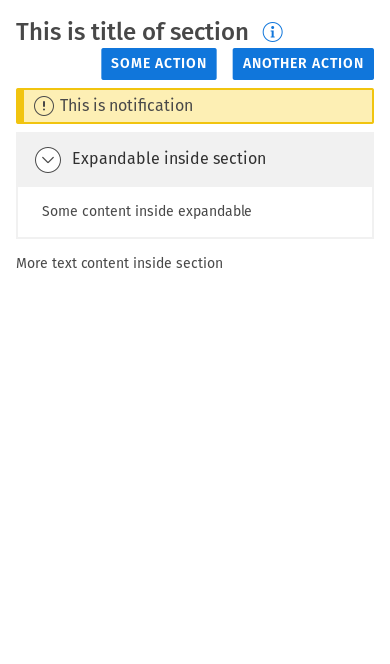 This is title of section
SOME ACTION ANOTHER ACTION
This is notification
Expandable inside section
Some content inside expandable
More text content inside section